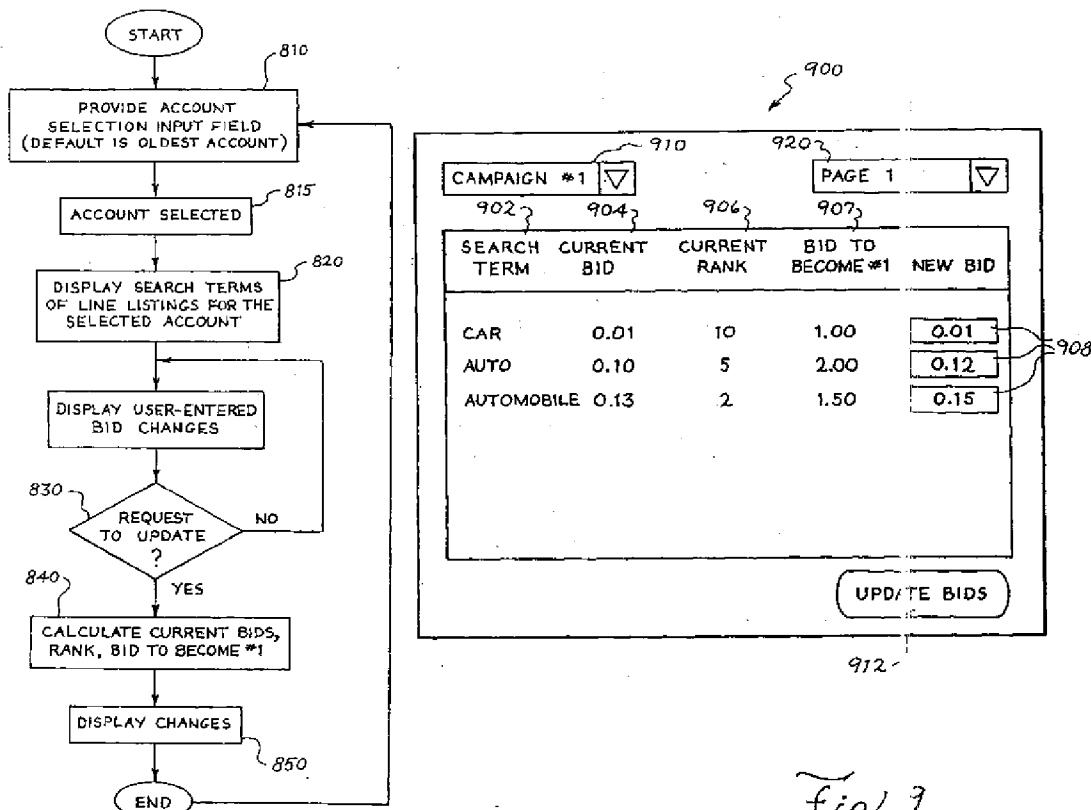 START
810
PROVIDE ACCOUNT
SELECTION INPUT FIELD
(DEFAULT IS OLDEST ACCOUNT)
815
ACCOUNT SELECTED
820
DISPLAY SEARCH TERMS
OF LINE LISTINGS FOR THE
SELECTED ACCOUNT
DISPLAY USER-ENTERED
BID CHANGES
830
REQUEST
TO UPDATE
?
NO
YES
840
CALCULATE CURRENT BIDS,
RANK, BID TO BECOME #1
DISPLAY CHANGES
850
END
900
910
920
CAMPAIGN #1
PAGE 1
902 904 906 907
SEARCH TERM CURRENT BID CURRENT RANK BID TO BECOME #1 NEW BID
CAR 0.01 10 1.00 0.01
AUTO 0.10 5 2.00 0.12
AUTOMOBILE 0.13 2 1.50 0.15
908
UPDATE BIDS
912
Fig 9